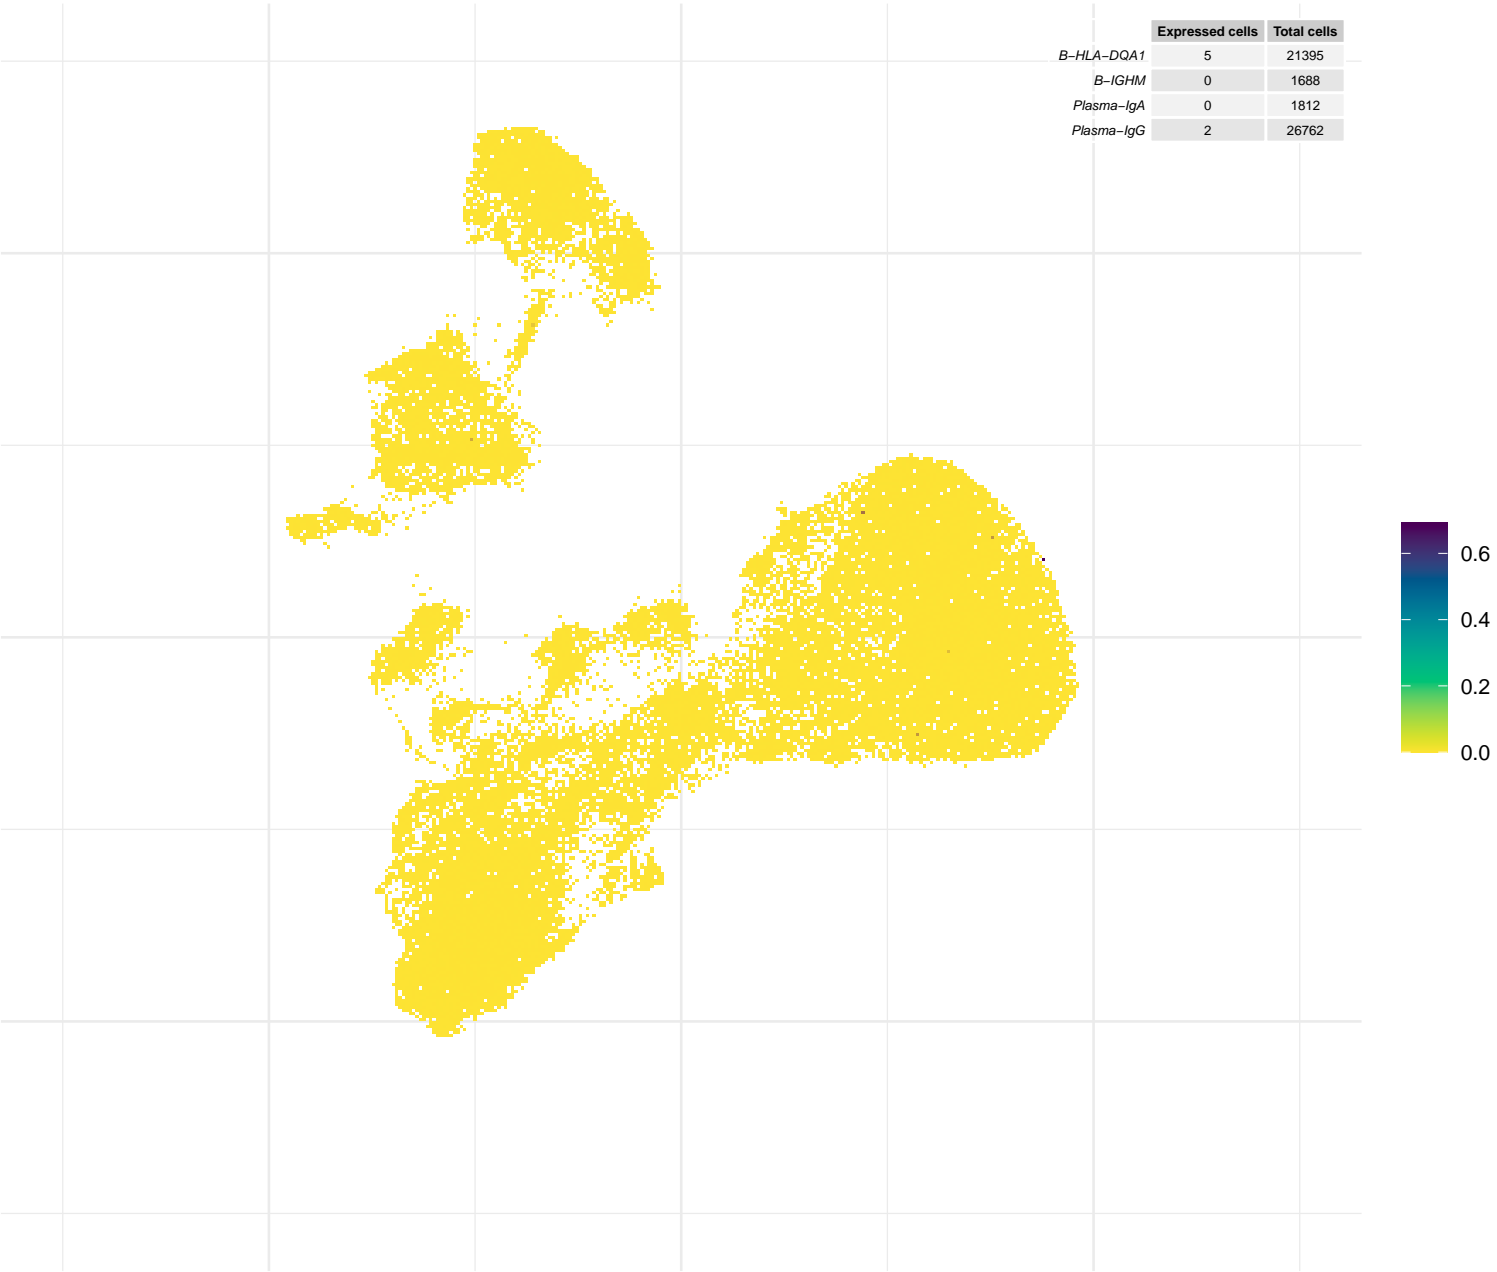 Expressed cells Total cells
B−HLA−DQA1 5 21395
B−IGHM 0 1688
Plasma−IgA 0 1812
Plasma−IgG 2 26762
0.6
0.4
0.2
0.0